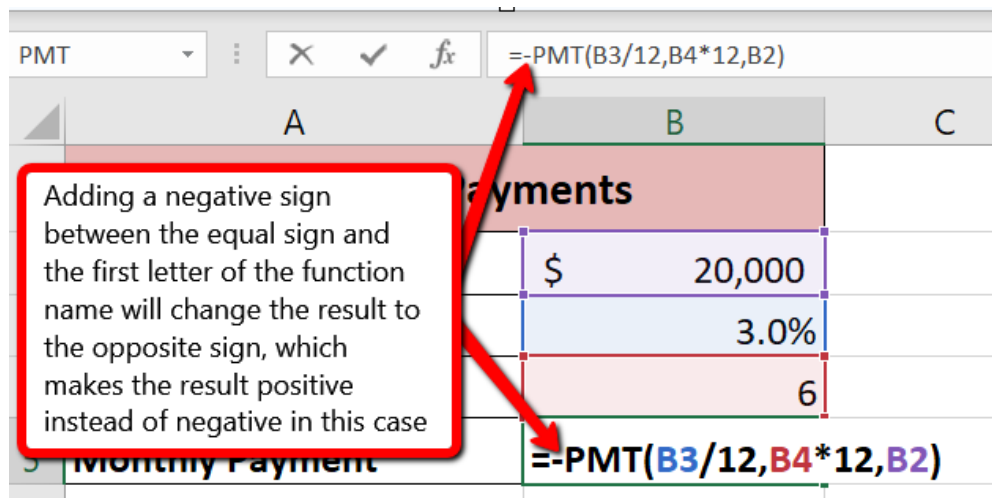 PMT fx =-PMT(B3/12,B4*12,B2)
A B C
Payments
Adding a negative sign
between the equal sign and
the first letter of the function
name will change the result to
the opposite sign, which
makes the result positive
instead of negative in this case
$ 20,000
3.0%
6
5 Monthly Payment =-PMT(B3/12,B4*12,B2)